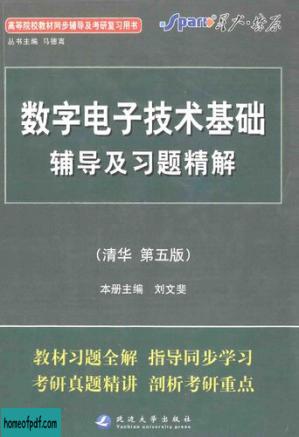 高等院校教材同步辅导及考研复习用书
丛书主编 马德高
Spark 星火·燎原
数字电子技术基础
辅导及习题精解
(清华 第五版)
本册主编 刘文斐
教材习题全解 指导同步学习
考研真题精讲 剖析考研重点
延边大学出版社
homeofpdf.com